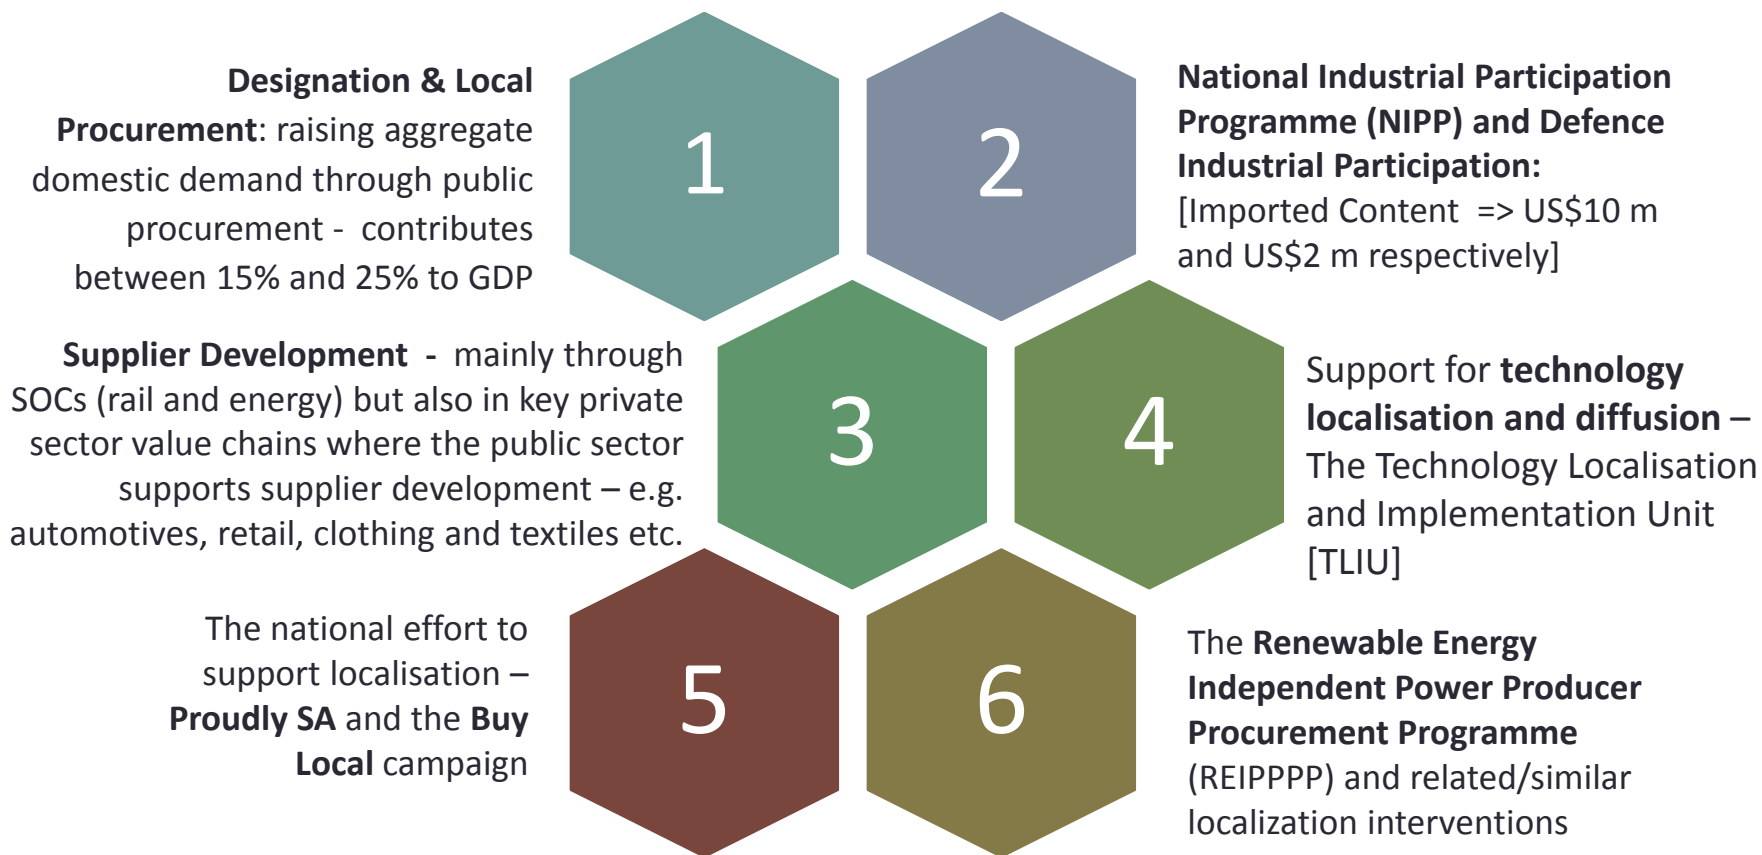 Designation & Local
Procurement: raising aggregate
domestic demand through public
procurement - contributes
between 15% and 25% to GDP
1
2
National Industrial Participation
Programme (NIPP) and Defence
Industrial Participation:
[Imported Content => US$10 m
and US$2 m respectively]
Supplier Development - mainly through
SOCs (rail and energy) but also in key private
sector value chains where the public sector
supports supplier development – e.g.
automotives, retail, clothing and textiles etc.
3
4
Support for technology
localisation and diffusion –
The Technology Localisation
and Implementation Unit
[TLIU]
The national effort to
support localisation –
Proudly SA and the Buy
Local campaign
5
6
The Renewable Energy
Independent Power Producer
Procurement Programme
(REIPPPP) and related/similar
localization interventions